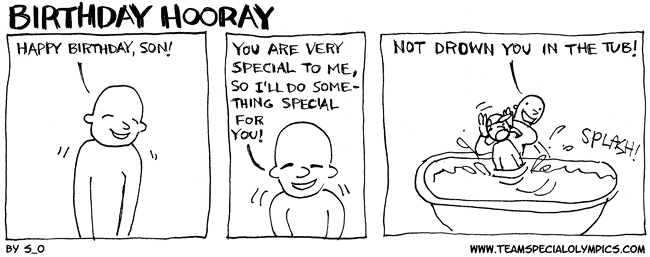 BIRTHDAY HOORAY
HAPPY BIRTHDAY, SON!
YOU ARE VERY
SPECIAL TO ME,
SO I'LL DO SOME-
THING SPECIAL
FOR
YOU!
NOT DROWN YOU IN THE TUB!
SPLASH!
BY S_O
WWW.TEAMSPECIALOLYMPICS.COM